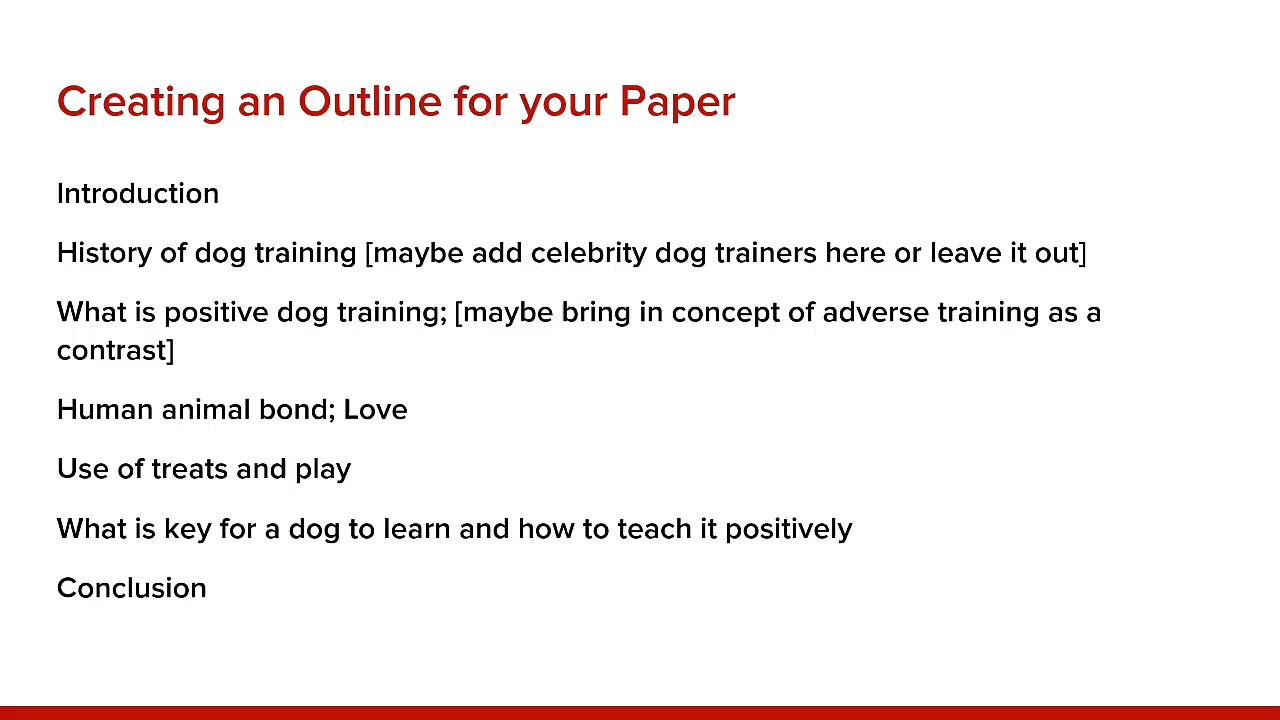 Creating an Outline for your Paper
Introduction
History of dog training [maybe add celebrity dog trainers here or leave it out]
What is positive dog training; [maybe bring in concept of adverse training as a
contrast]
Human animal bond; Love
Use of treats and play
What is key for a dog to learn and how to teach it positively
Conclusion